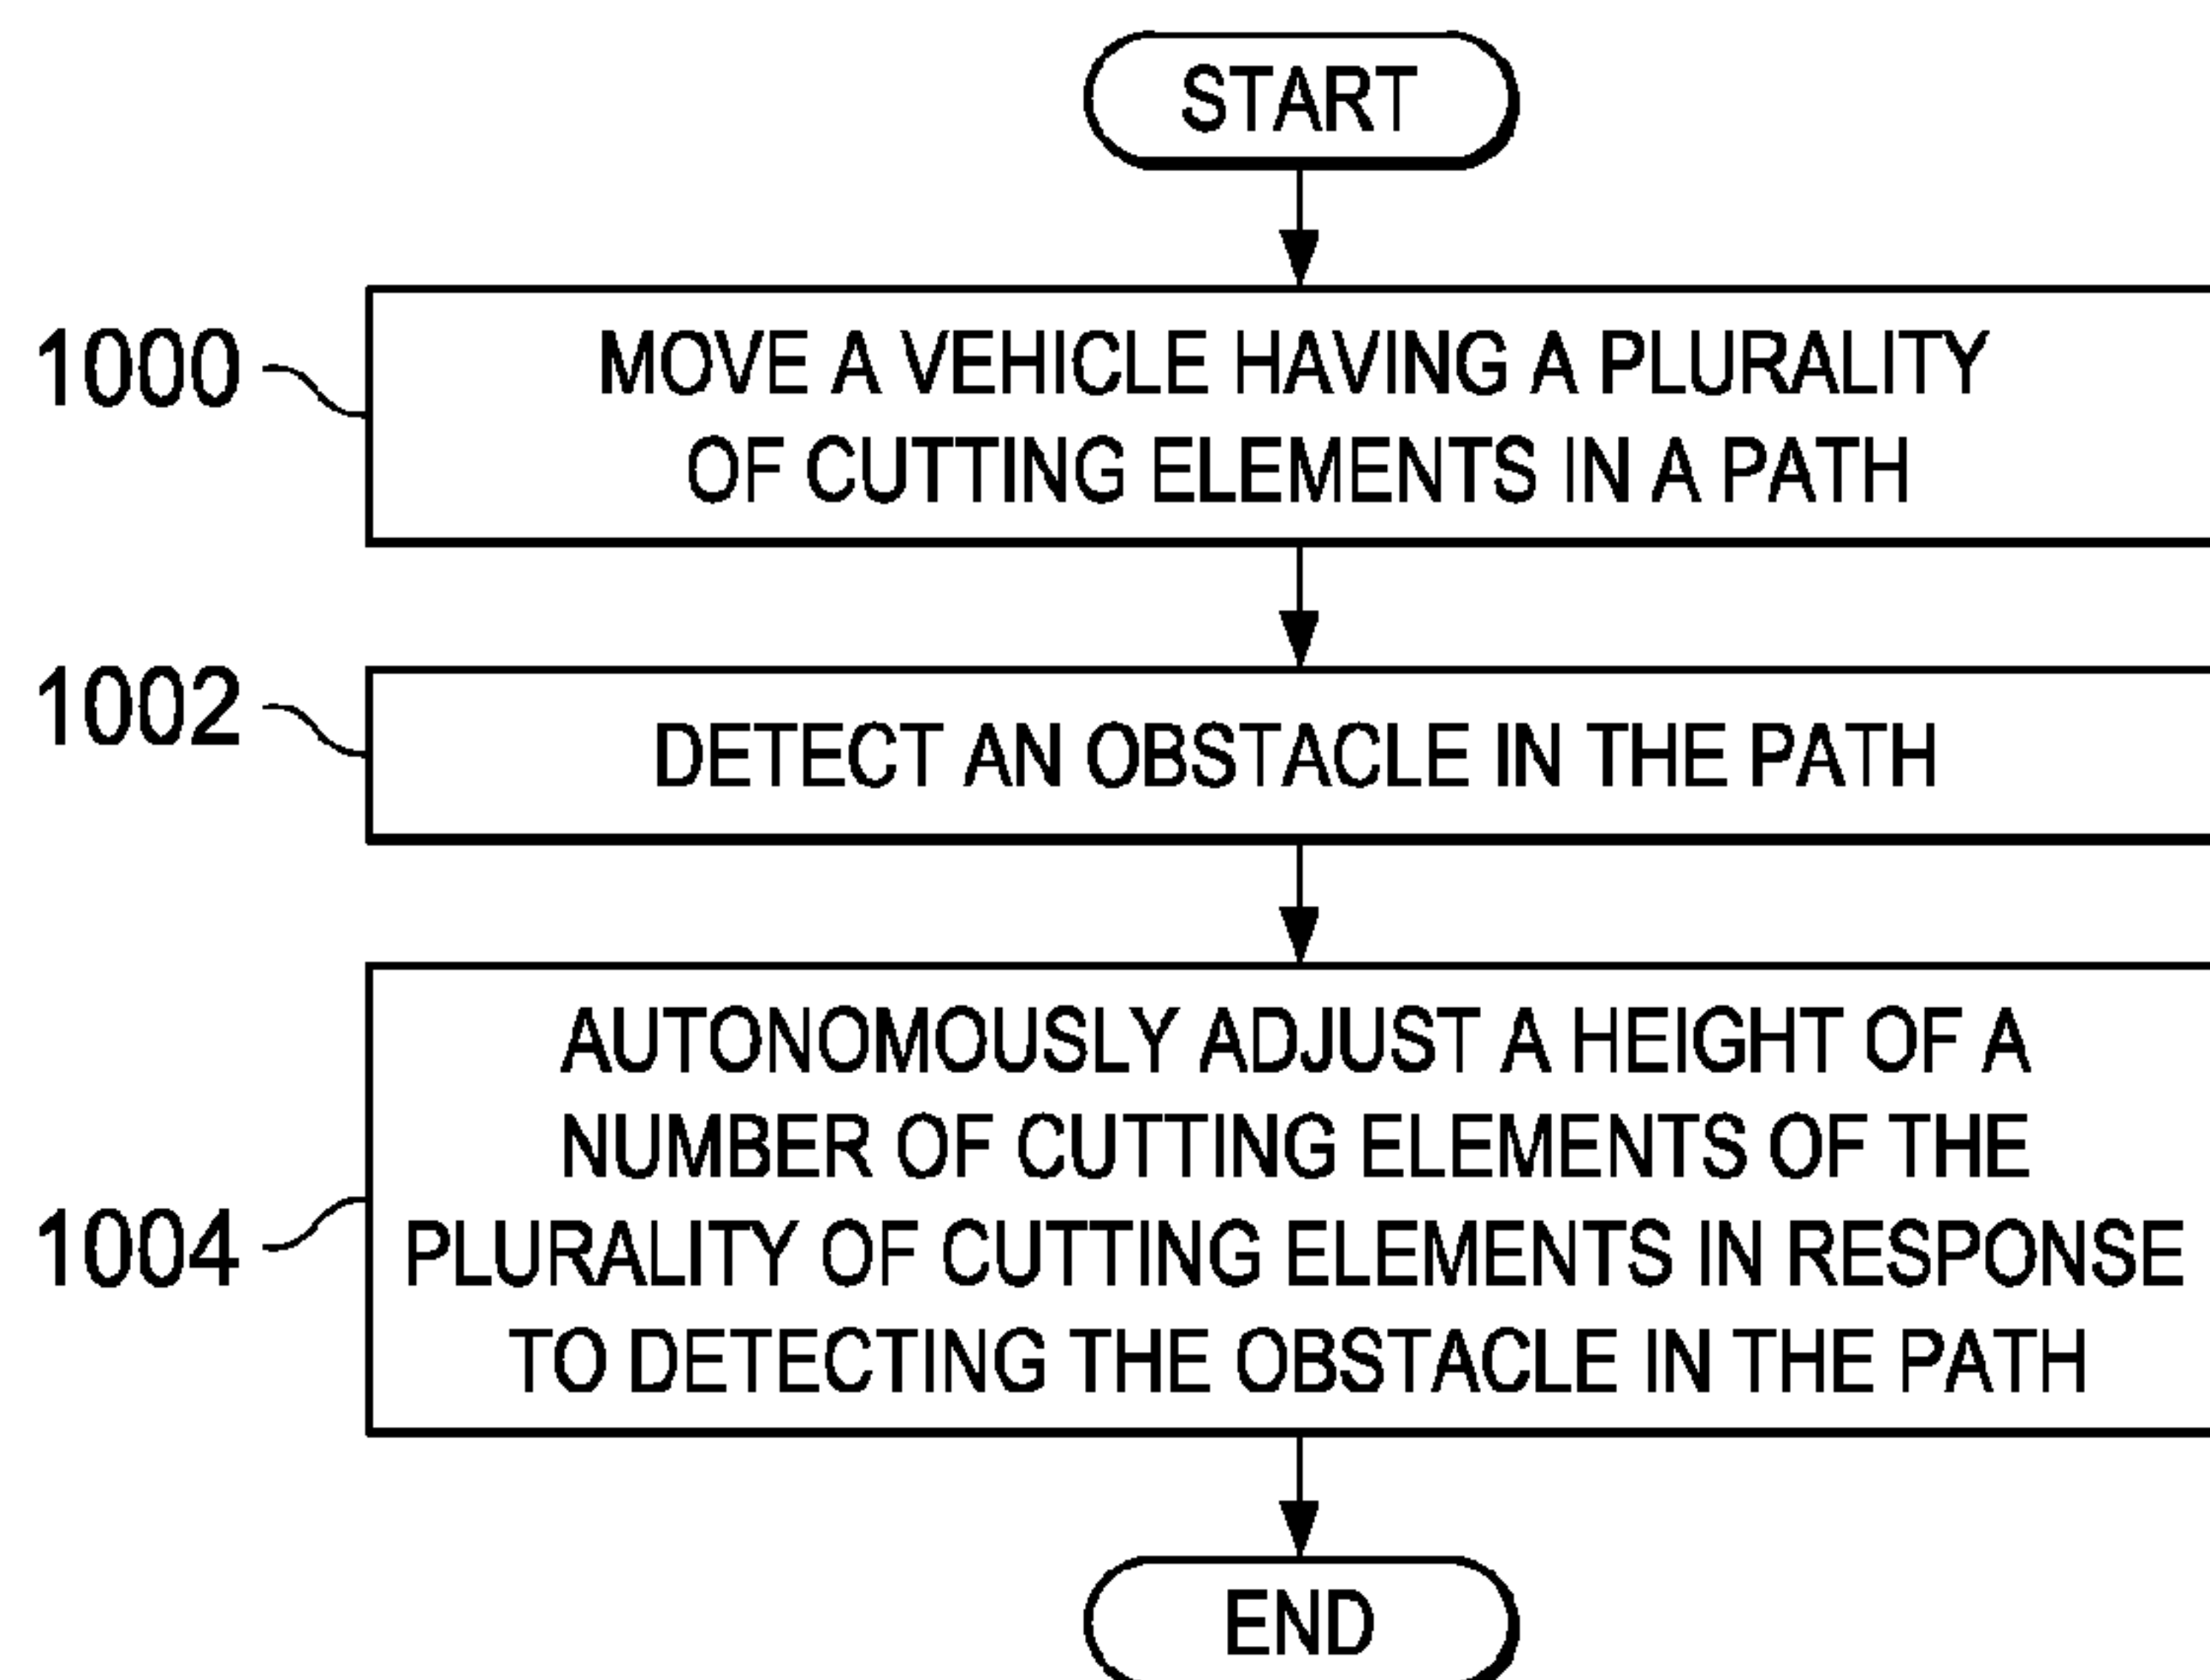 START
1000
MOVE A VEHICLE HAVING A PLURALITY
OF CUTTING ELEMENTS IN A PATH
1002
DETECT AN OBSTACLE IN THE PATH
1004
AUTONOMOUSLY ADJUST A HEIGHT OF A
NUMBER OF CUTTING ELEMENTS OF THE
PLURALITY OF CUTTING ELEMENTS IN RESPONSE
TO DETECTING THE OBSTACLE IN THE PATH
END